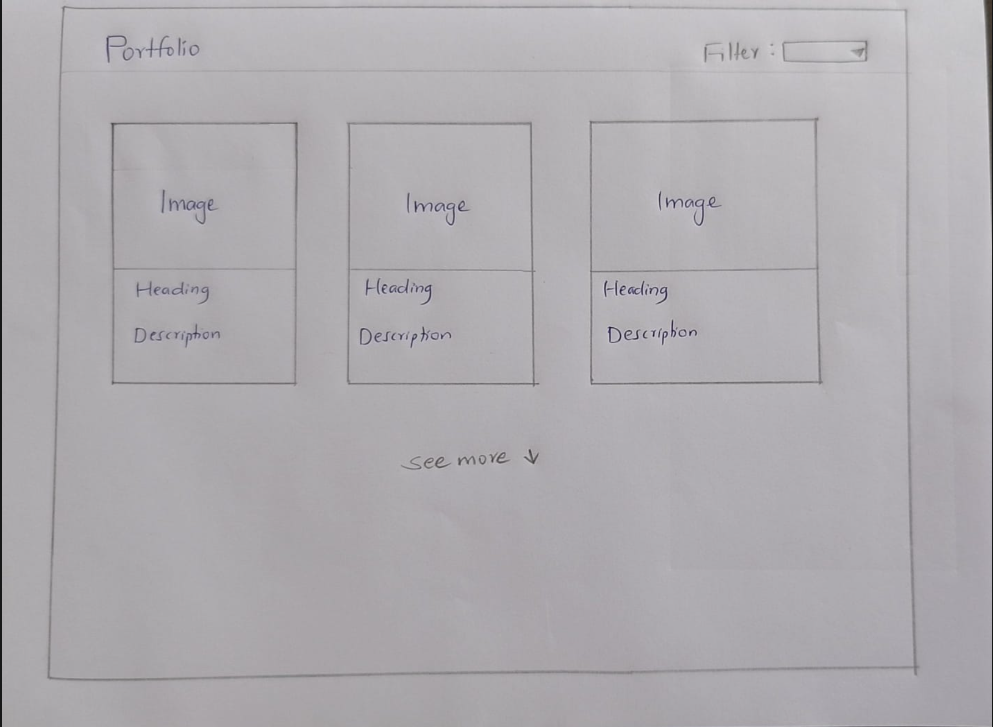 Portfolio
Filter :
Image
Image
Image
Heading
Heading
Heading
Description
Description
Description
see more ↓